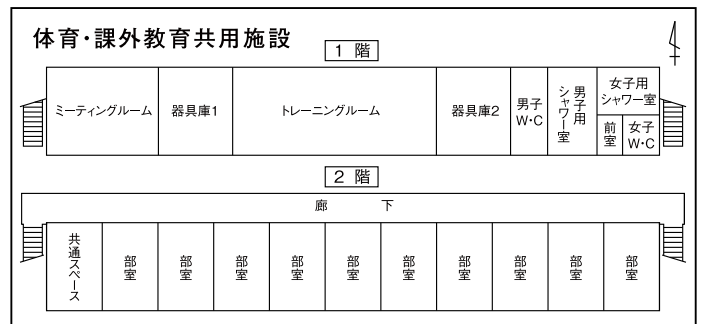 体育・課外教育共用施設
1 階
ミーティングルーム
器具庫1
トレーニングルーム
器具庫2
男子
W・C
男子用
シャワー室
女子用
シャワー室
前室
女子
W・C
2 階
廊 下
共通スペース
部室
部室
部室
部室
部室
部室
部室
部室
部室
部室